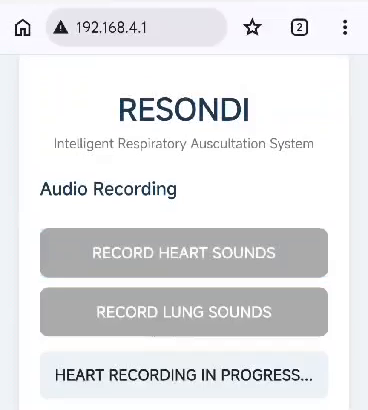 192.168.4.1
2
RESONDI
Intelligent Respiratory Auscultation System
Audio Recording
RECORD HEART SOUNDS
RECORD LUNG SOUNDS
HEART RECORDING IN PROGRESS...